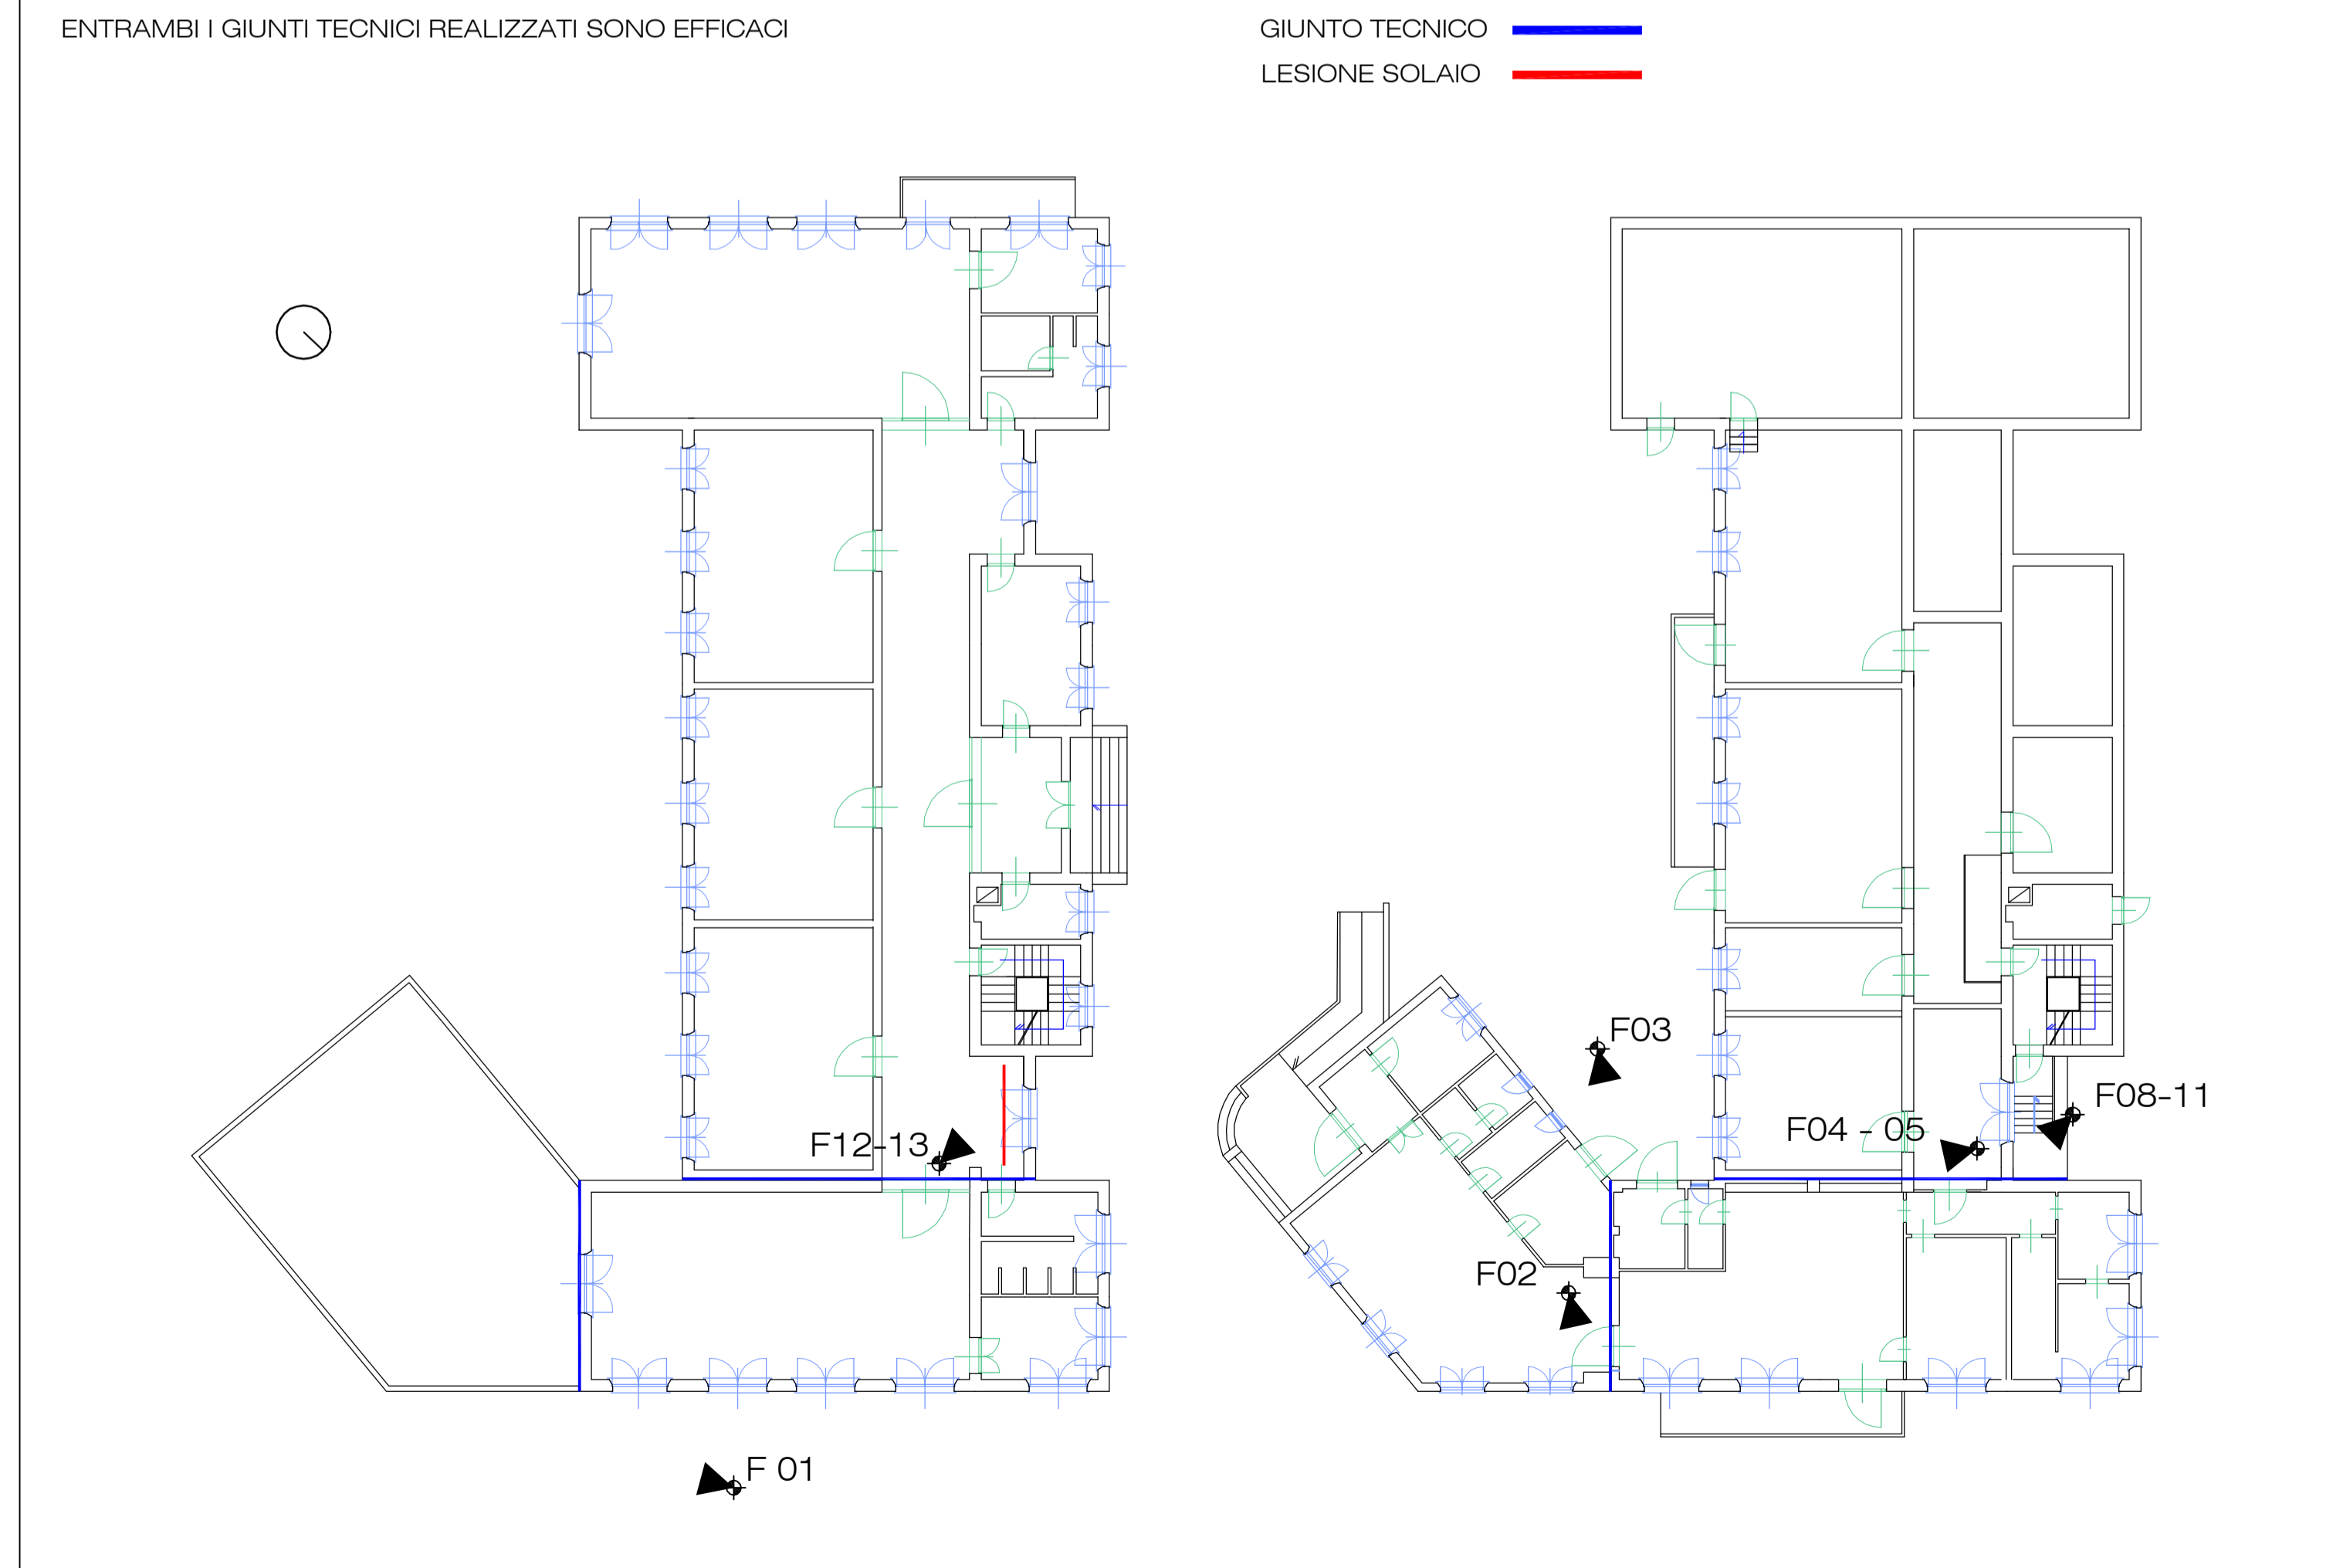 ENTRAMBI I GIUNTI TECNICI REALIZZATI SONO EFFICACI
GIUNTO TECNICO
LESIONE SOLAIO
F03
F08-11
F04 - 05
F12-13
F02
F 01